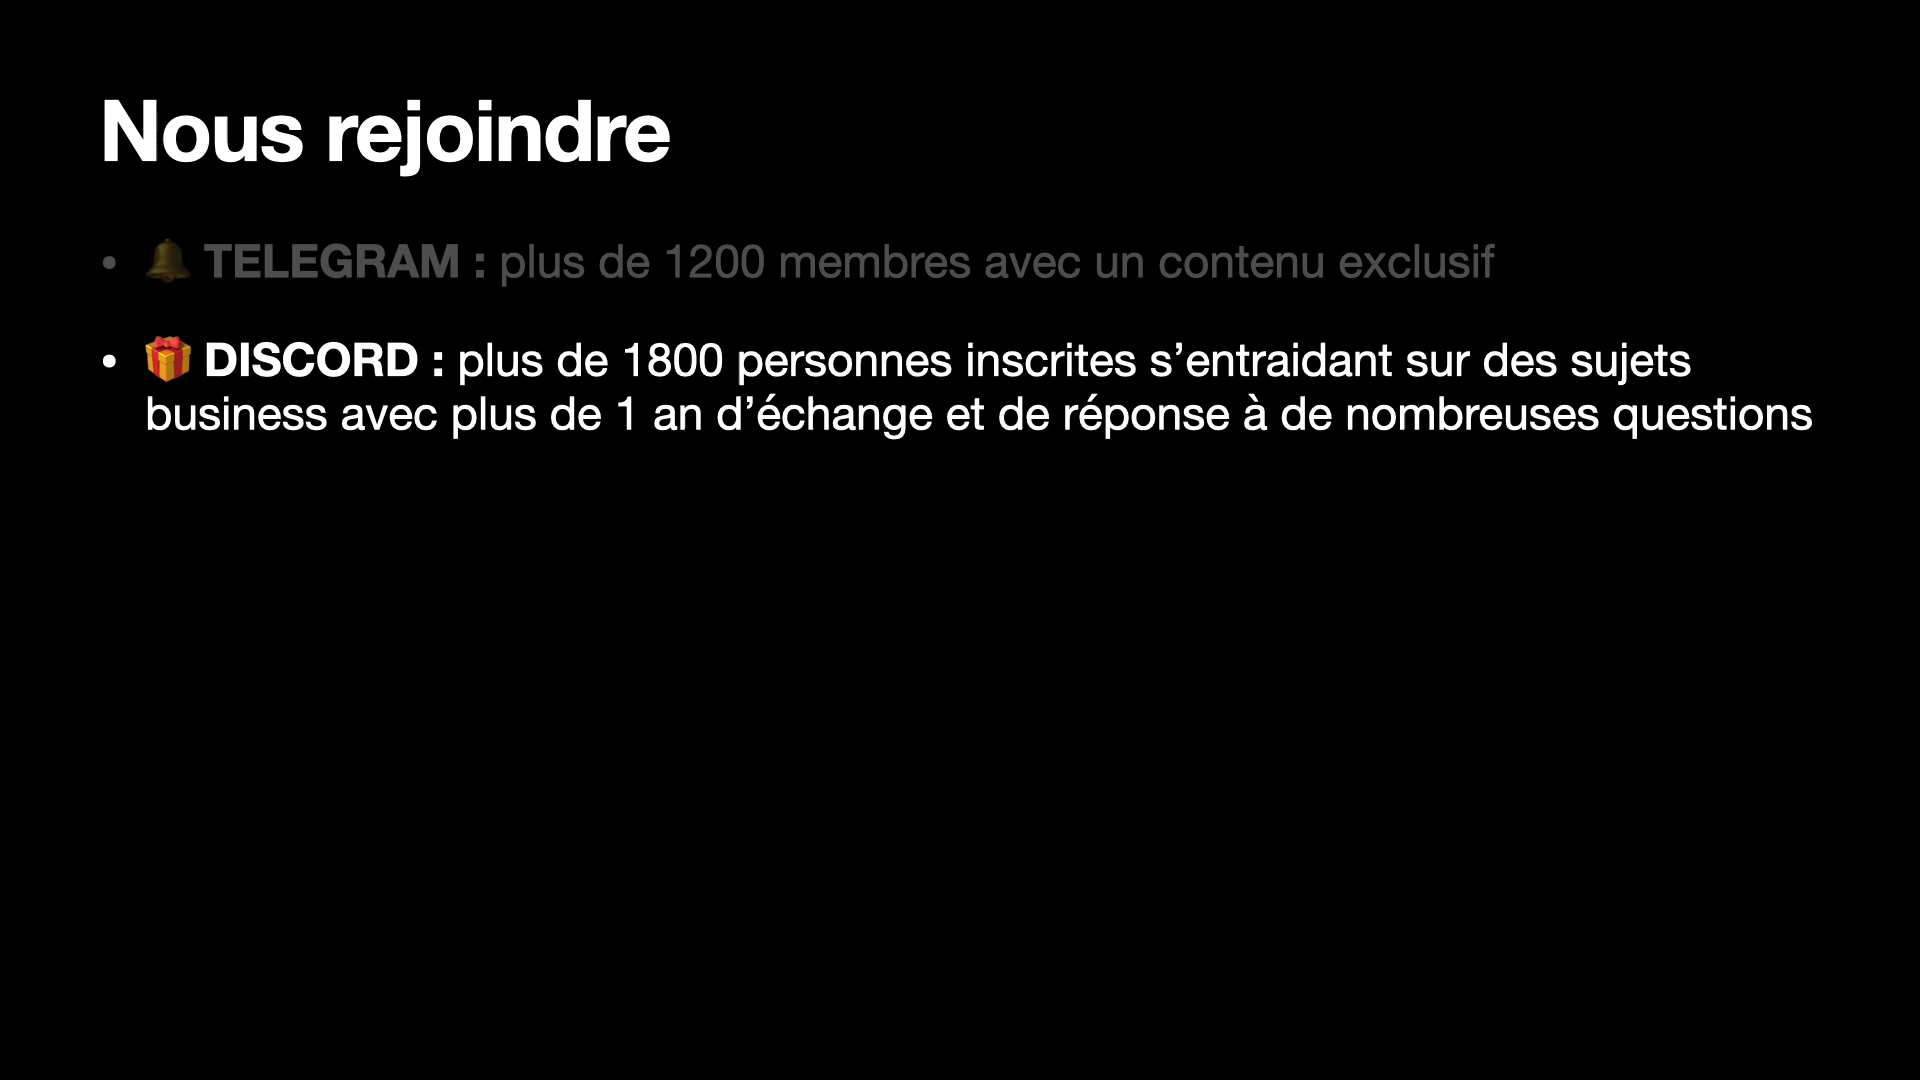 Nous rejoindre
• 🔔 TELEGRAM : plus de 1200 membres avec un contenu exclusif
• 🎁 DISCORD : plus de 1800 personnes inscrites s’entraidant sur des sujets
business avec plus de 1 an d’échange et de réponse à de nombreuses questions